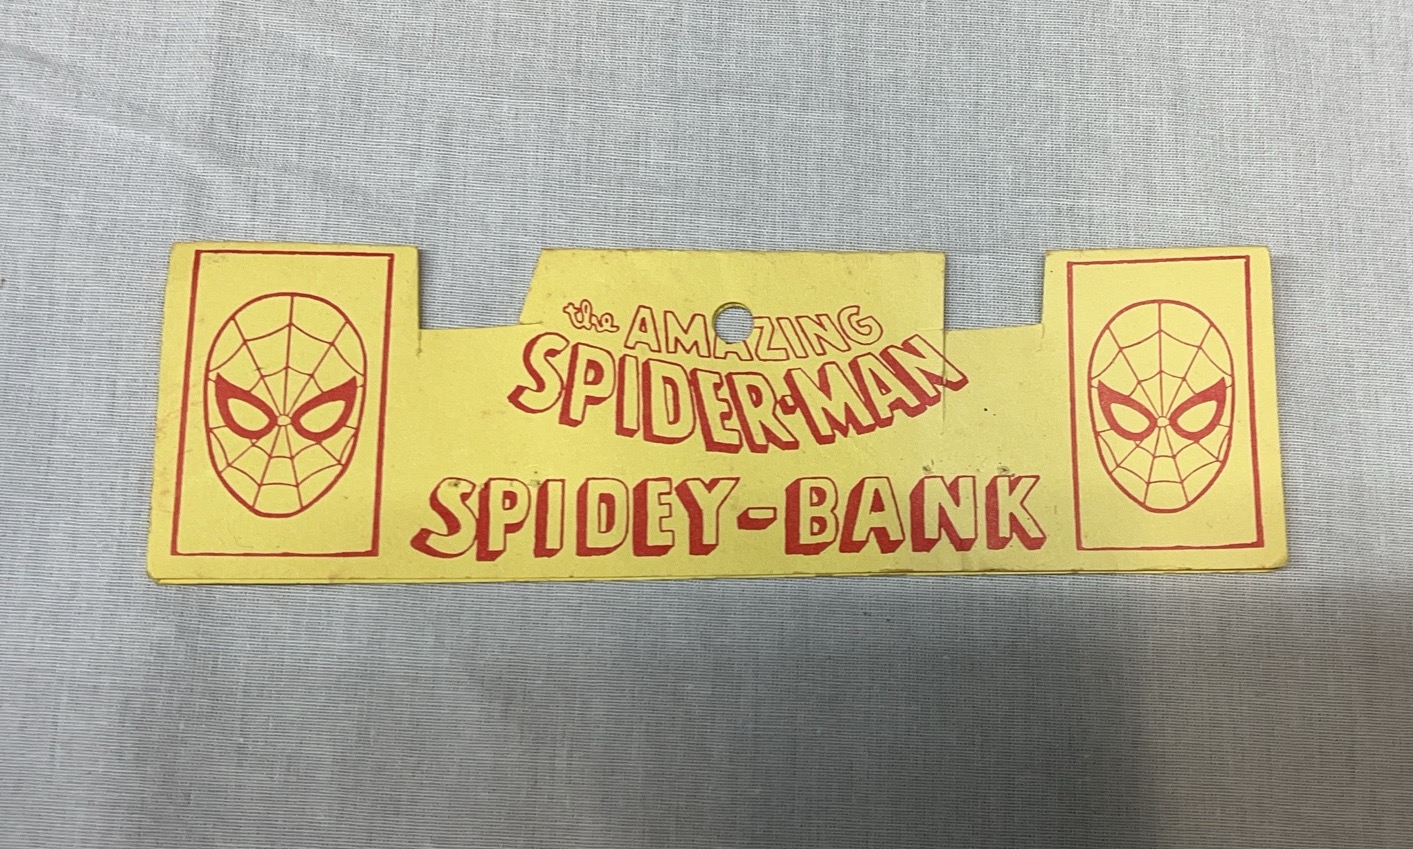 the AMAZING
SPIDER-MAN
SPIDEY-BANK